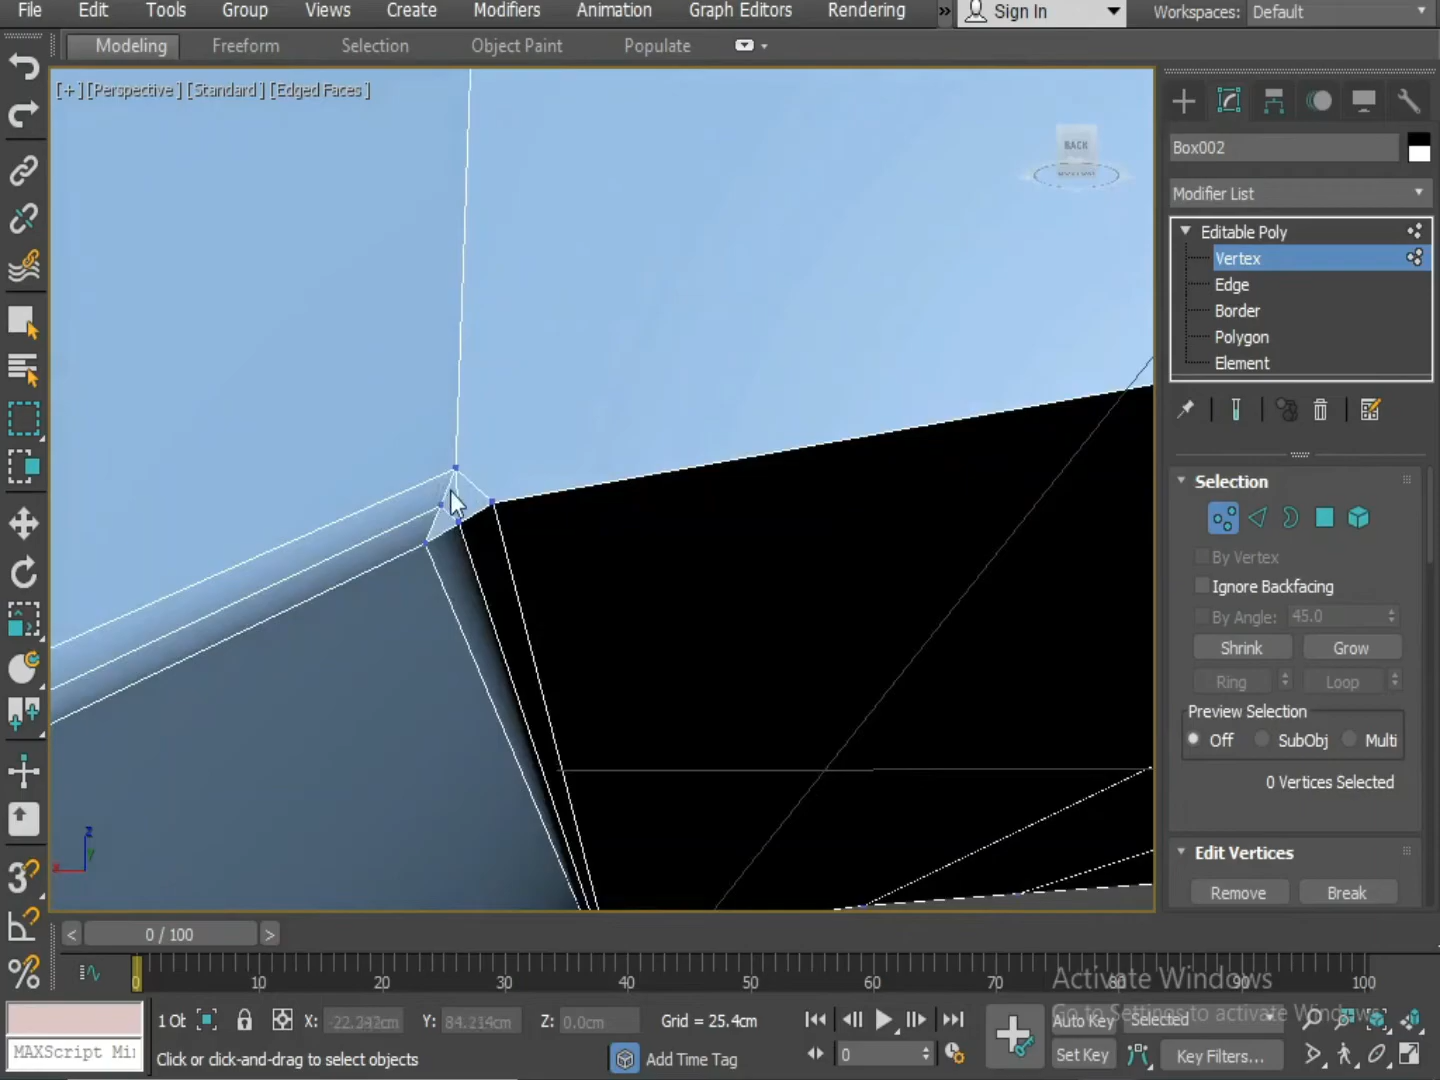 File Edit Tools Group Views Create Modifiers Animation Graph Editors Rendering » Sign In Workspaces: Default
Modeling Freeform Selection Object Paint Populate
[+] [Perspective] [Standard] [Edged Faces]
BACK
Box002
Modifier List
Editable Poly
Vertex
Edge
Border
Polygon
Element
Selection
By Vertex
Ignore Backfacing
By Angle: 45.0
Shrink Grow
Ring Loop
Preview Selection
Off SubObj Multi
0 Vertices Selected
Edit Vertices
Remove Break
z
x y
< 0 / 100 >
0 10 20 30 40 50 60 70 80 90 100
Activate Windows
Go to Settings to activate Windows.
1 Ob X: Y: 84.214cm Z: 0.0cm Grid = 25.4cm Auto Key Selected
MAXScript Mi Click or click-and-drag to select objects Add Time Tag 0 Set Key Key Filters...